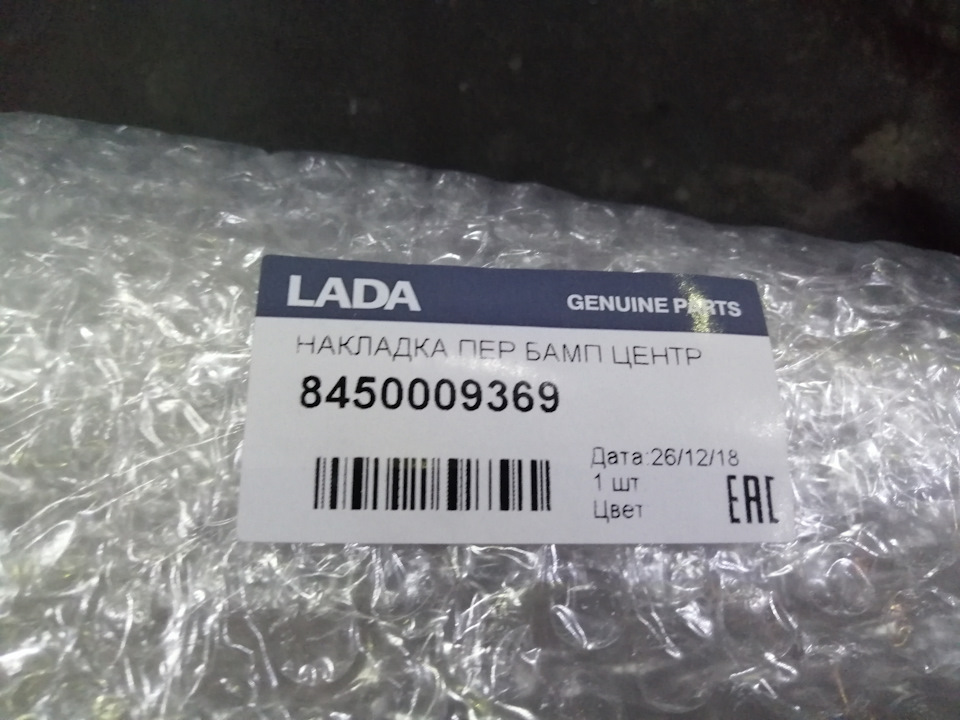 LADA GENUINE PARTS
НАКЛАДКА ПЕР БАМП ЦЕНТР
8450009369
Дата:26/12/18
1 шт
Цвет
EAC